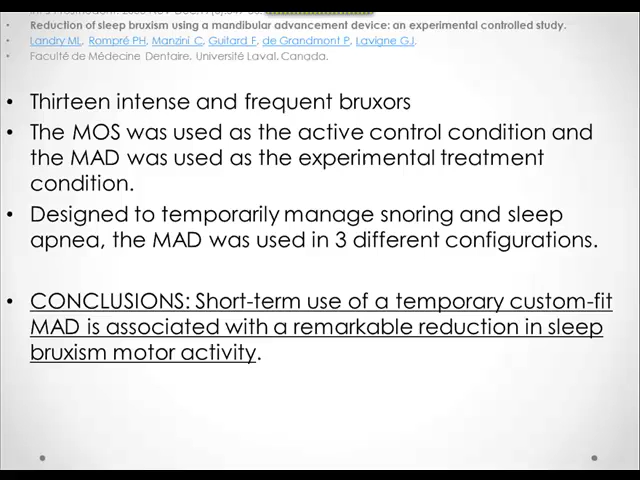 Reduction of sleep bruxism using a mandibular advancement device: an experimental controlled study.
Landry ML, Rompré PH, Manzini C, Guitard F, de Grandmont P, Lavigne GJ.
Faculté de Médecine Dentaire, Université Laval, Canada.
• Thirteen intense and frequent bruxors
• The MOS was used as the active control condition and
the MAD was used as the experimental treatment
condition.
• Designed to temporarily manage snoring and sleep
apnea, the MAD was used in 3 different configurations.
• CONCLUSIONS: Short-term use of a temporary custom-fit
MAD is associated with a remarkable reduction in sleep
bruxism motor activity.